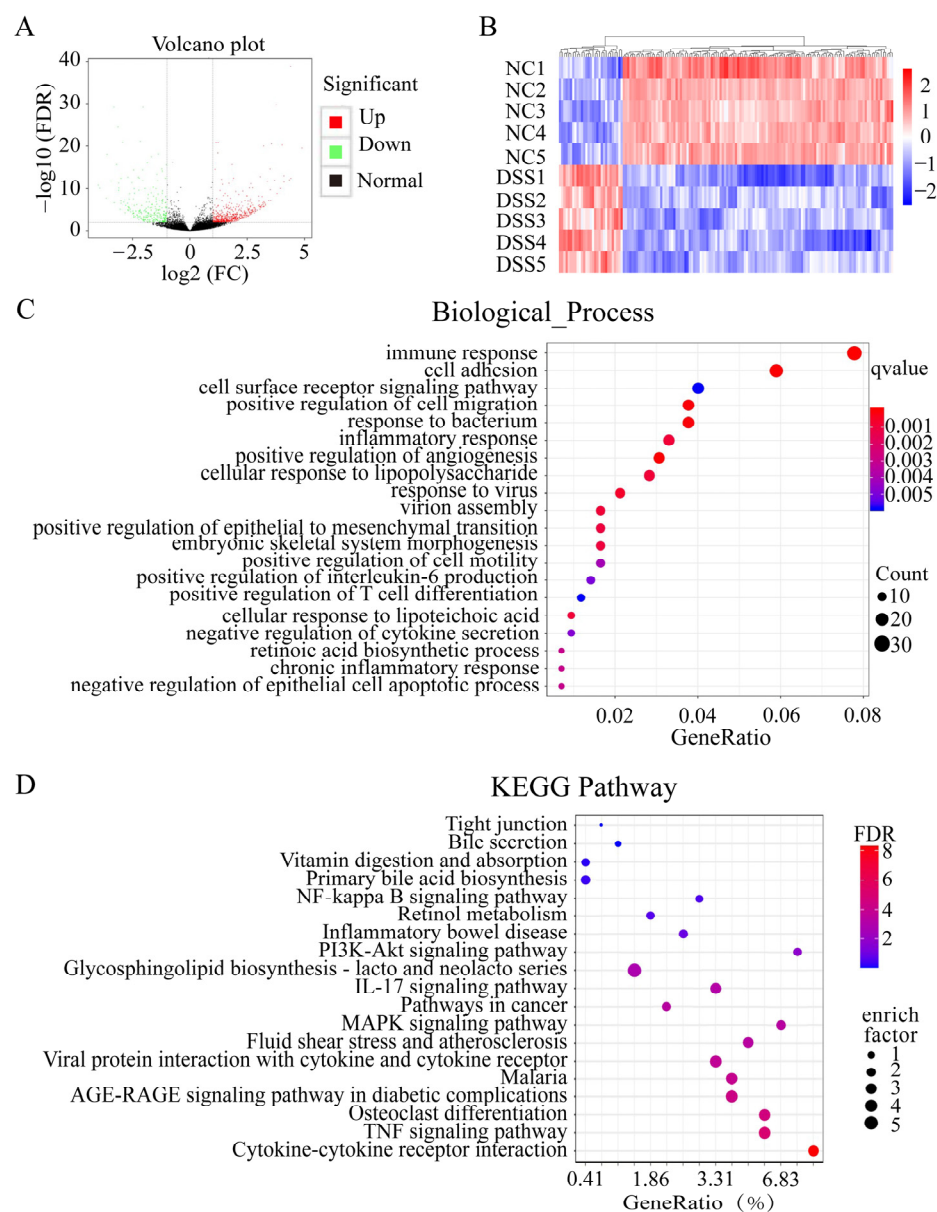 A
Volcano plot
40
30
20
10
0
−log10 (FDR)
−2.5
0
2.5
5
log2 (FC)
Significant
Up
Down
Normal
B
NC1
NC2
NC3
NC4
NC5
DSS1
DSS2
DSS3
DSS4
DSS5
2
1
0
−1
−2
C
Biological_Process
immune response
cell adhesion
cell surface receptor signaling pathway
positive regulation of cell migration
response to bacterium
inflammatory response
positive regulation of angiogenesis
cellular response to lipopolysaccharide
response to virus
virion assembly
positive regulation of epithelial to mesenchymal transition
embryonic skeletal system morphogenesis
positive regulation of cell motility
positive regulation of interleukin-6 production
positive regulation of T cell differentiation
cellular response to lipoteichoic acid
negative regulation of cytokine secretion
retinoic acid biosynthetic process
chronic inflammatory response
negative regulation of epithelial cell apoptotic process
0.02
0.04
0.06
0.08
GeneRatio
qvalue
0.001
0.002
0.003
0.004
0.005
Count
10
20
30
D
KEGG Pathway
Tight junction
Bile secretion
Vitamin digestion and absorption
Primary bile acid biosynthesis
NF-kappa B signaling pathway
Retinol metabolism
Inflammatory bowel disease
PI3K-Akt signaling pathway
Glycosphingolipid biosynthesis - lacto and neolacto series
IL-17 signaling pathway
Pathways in cancer
MAPK signaling pathway
Fluid shear stress and atherosclerosis
Viral protein interaction with cytokine and cytokine receptor
Malaria
AGE-RAGE signaling pathway in diabetic complications
Osteoclast differentiation
TNF signaling pathway
Cytokine-cytokine receptor interaction
0.41
1.86
3.31
6.83
GeneRatio (%)
FDR
8
6
4
2
enrich
factor
1
2
3
4
5